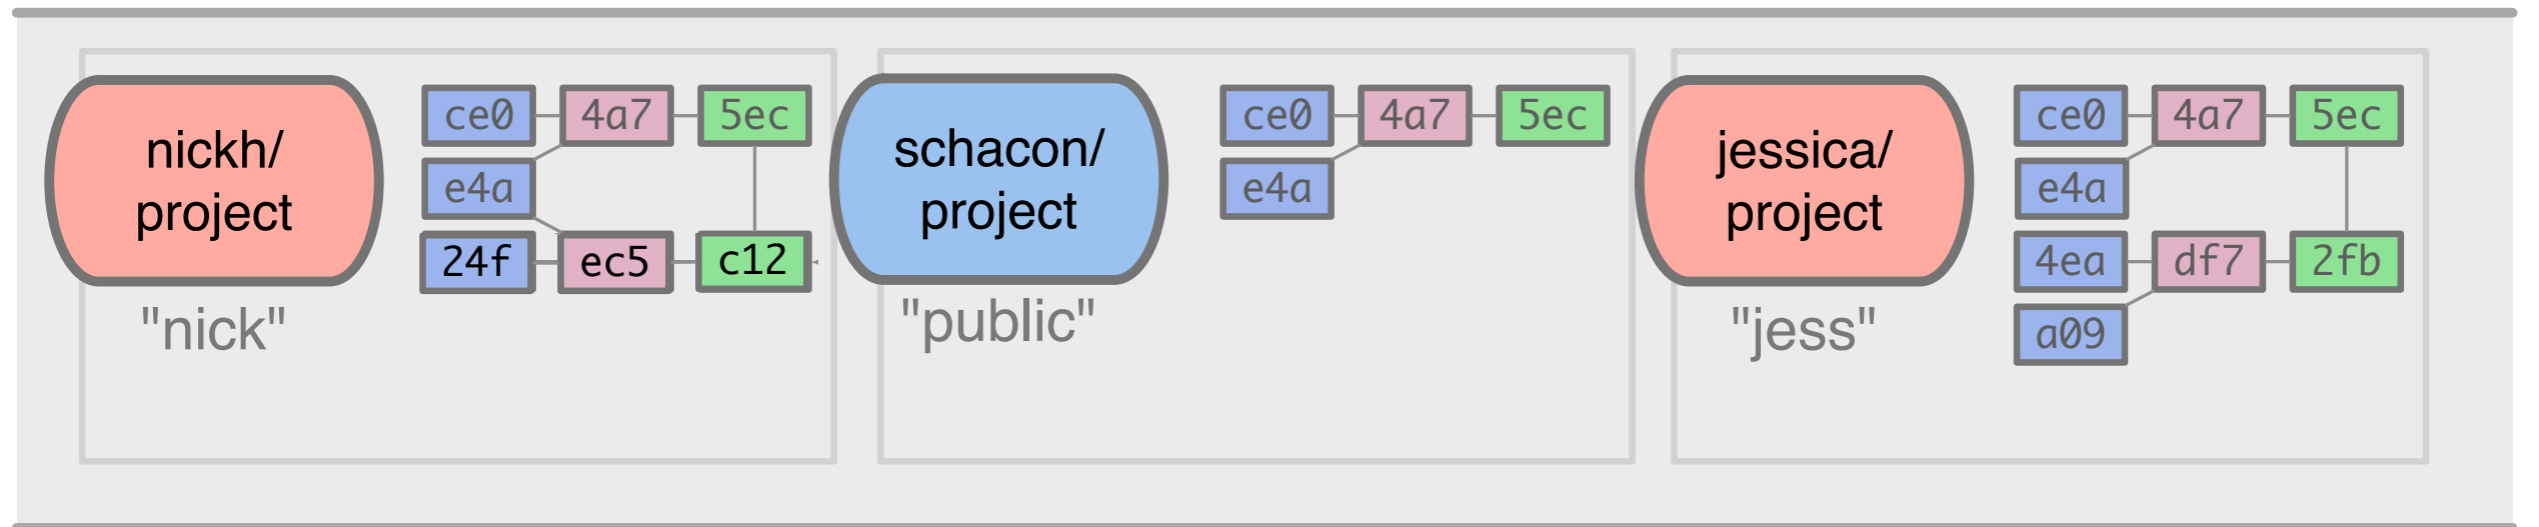 nickh/
project
"nick"
ce0 4a7 5ec
e4a
24f ec5 c12
schacon/
project
"public"
ce0 4a7 5ec
e4a
jessica/
project
"jess"
ce0 4a7 5ec
e4a
4ea df7 2fb
a09